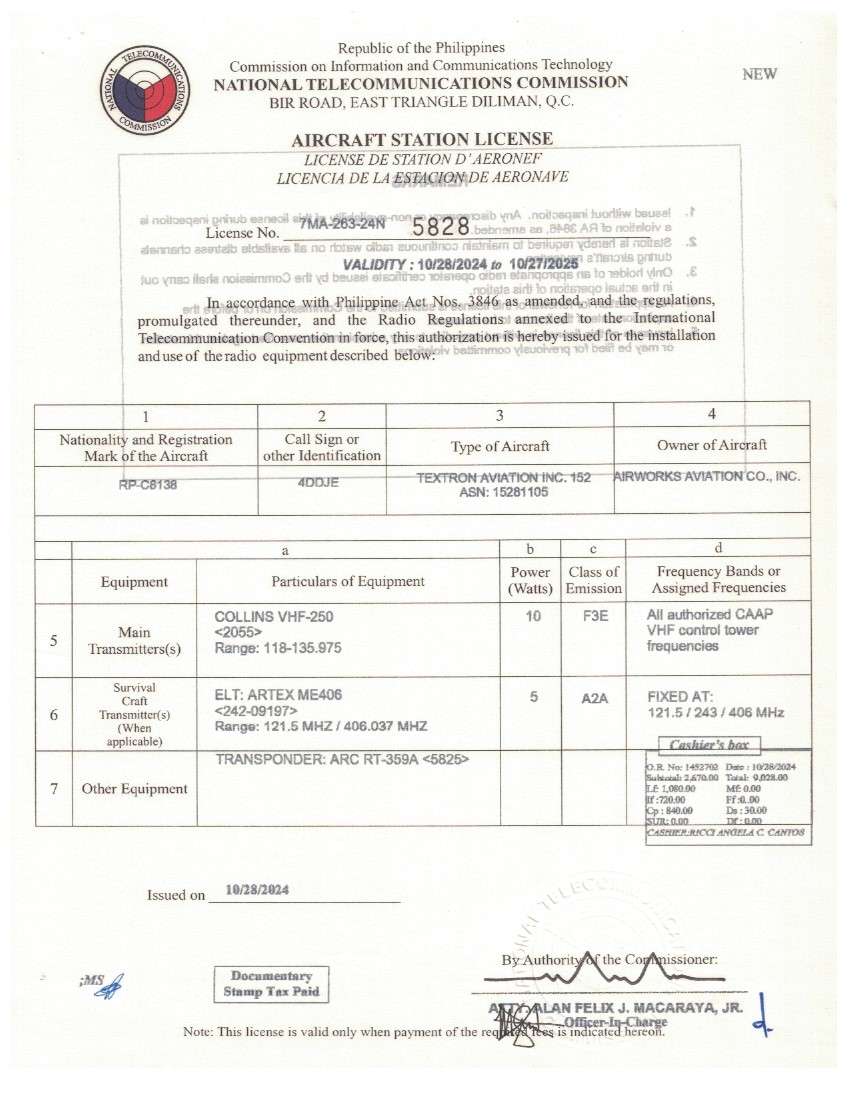 Republic of the Philippines
Commission on Information and Communications Technology
NATIONAL TELECOMMUNICATIONS COMMISSION
BIR ROAD, EAST TRIANGLE DILIMAN, Q.C.
NEW
NATIONAL TELECOMMUNICATIONS COMMISSION
AIRCRAFT STATION LICENSE
LICENSE DE STATION D'AERONEF
LICENCIA DE LA ESTACION DE AERONAVE
License No. 7MA-263-24N 5828
VALIDITY : 10/28/2024 to 10/27/2025
In accordance with Philippine Act Nos. 3846 as amended, and the regulations,
promulgated thereunder, and the Radio Regulations annexed to the International
Telecommunication Convention in force, this authorization is hereby issued for the installation
and use of the radio equipment described below:
1 2 3 4
Nationality and Registration Mark of the Aircraft Call Sign or other Identification Type of Aircraft Owner of Aircraft
RP-C8138 4DDJE TEXTRON AVIATION INC. 152 AIRWORKS AVIATION CO., INC.
ASN: 15281105
a b c d
Equipment Particulars of Equipment Power (Watts) Class of Emission Frequency Bands or Assigned Frequencies
5 Main Transmitters(s)
COLLINS VHF-250
<2055>
Range: 118-135.975
10 F3E
All authorized CAAP
VHF control tower
frequencies
6 Survival Craft Transmitter(s) (When applicable)
ELT: ARTEX ME406
<242-09197>
Range: 121.5 MHZ / 406.037 MHZ
5 A2A
FIXED AT:
121.5 / 243 / 406 MHz
7 Other Equipment
TRANSPONDER: ARC RT-359A <5825>
Cashier's box
O.R. No: 1452702 Date : 10/28/2024
Subtotal: 2,670.00 Total: 9,028.00
Lf: 1,080.00 Mf: 0.00
If :720.00 Ff :0..00
Cp : 840.00 Ds : 30.00
SUR: 0.00 Df : 0.00
CASHIER:RICCI ANGELA C. CANTOS
Issued on 10/28/2024
By Authority of the Commissioner:
;MS
Documentary
Stamp Tax Paid
ATTY. ALAN FELIX J. MACARAYA, JR.
Officer-In-Charge
Note: This license is valid only when payment of the required fees is indicated hereon.